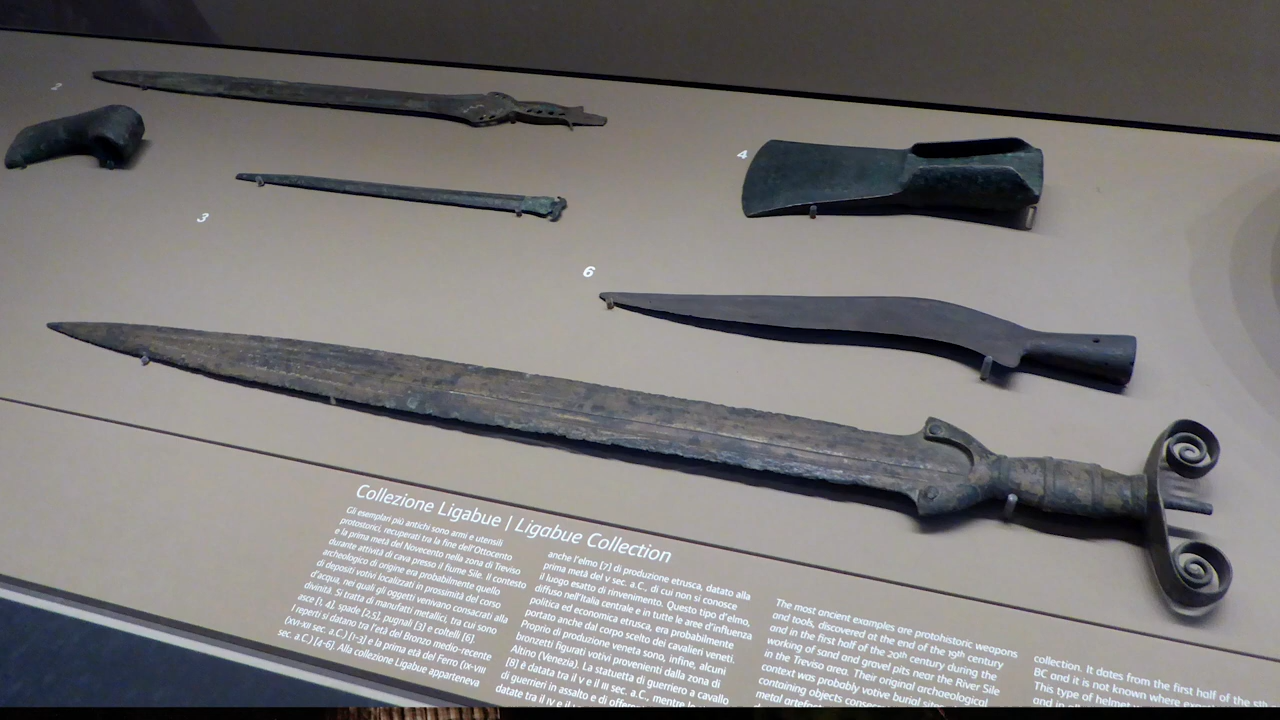 2
4
3
6
Collezione Ligabue | Ligabue Collection
Gli esemplari più antichi sono armi e utensili
protostorici, recuperati tra la fine dell'Ottocento
e la prima metà del Novecento nella zona di Treviso
durante attività di cava presso il fiume Sile. Il contesto
archeologico di origine era probabilmente quello
di depositi votivi localizzati in prossimità del corso
d'acqua, nei quali gli oggetti venivano consacrati alla
divinità. Si tratta di manufatti metallici, tra cui sono
asce [1, 4], spade [2,5], pugnali [3] e coltelli [6].
I reperti si datano tra l'età del Bronzo medio-recente
(XVI-XII sec. a.C.) [1-3] e la prima età del Ferro (IX-VIII
sec. a.C.) [4-6]. Alla collezione Ligabue apparteneva
anche l'elmo [7] di produzione etrusca, datato alla
prima metà del V sec. a.C., di cui non si conosce
il luogo esatto di rinvenimento. Questo tipo d'elmo,
diffuso nell'Italia centrale e in tutte le aree d'influenza
politica ed economica etrusca, era probabilmente
portato anche dal corpo scelto dei cavalieri veneti.
Proprio di produzione veneta sono, infine, alcuni
bronzetti figurati votivi provenienti dalla zona di
Altino (Venezia). La statuetta di guerriero a cavallo
[8] è datata tra il V e il III sec. a.C., mentre
di guerrieri in assalto e di
datate tra il IV e il
The most ancient examples are protohistoric weapons
and tools, discovered at the end of the 19th century
and in the first half of the 20th century during the
working of sand and gravel pits near the River Sile
in the Treviso area. Their original archaeological
context was probably votive burial
containing objects
metal
collection. It dates from the first half of the 5th
BC and it is not known where
This type of helmet
and in